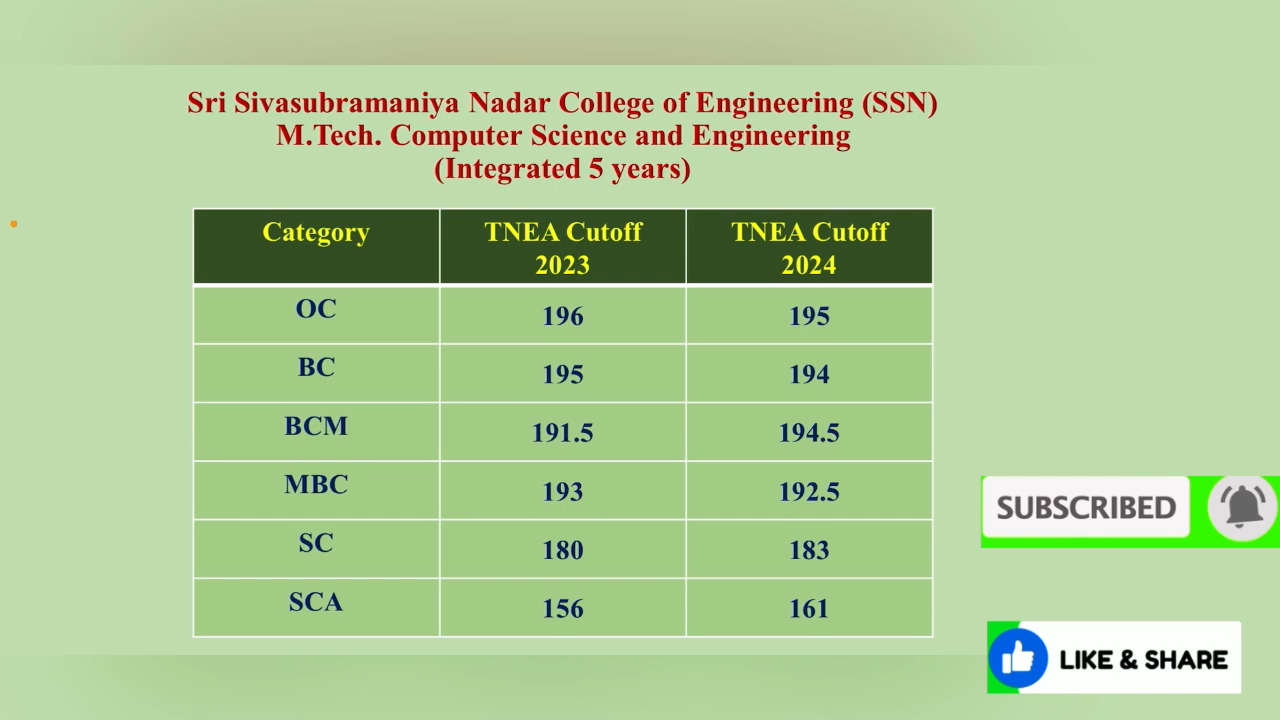 Sri Sivasubramaniya Nadar College of Engineering (SSN)
M.Tech. Computer Science and Engineering
(Integrated 5 years)
Category TNEA Cutoff 2023 TNEA Cutoff 2024
OC 196 195
BC 195 194
BCM 191.5 194.5
MBC 193 192.5
SC 180 183
SCA 156 161
SUBSCRIBED
LIKE & SHARE